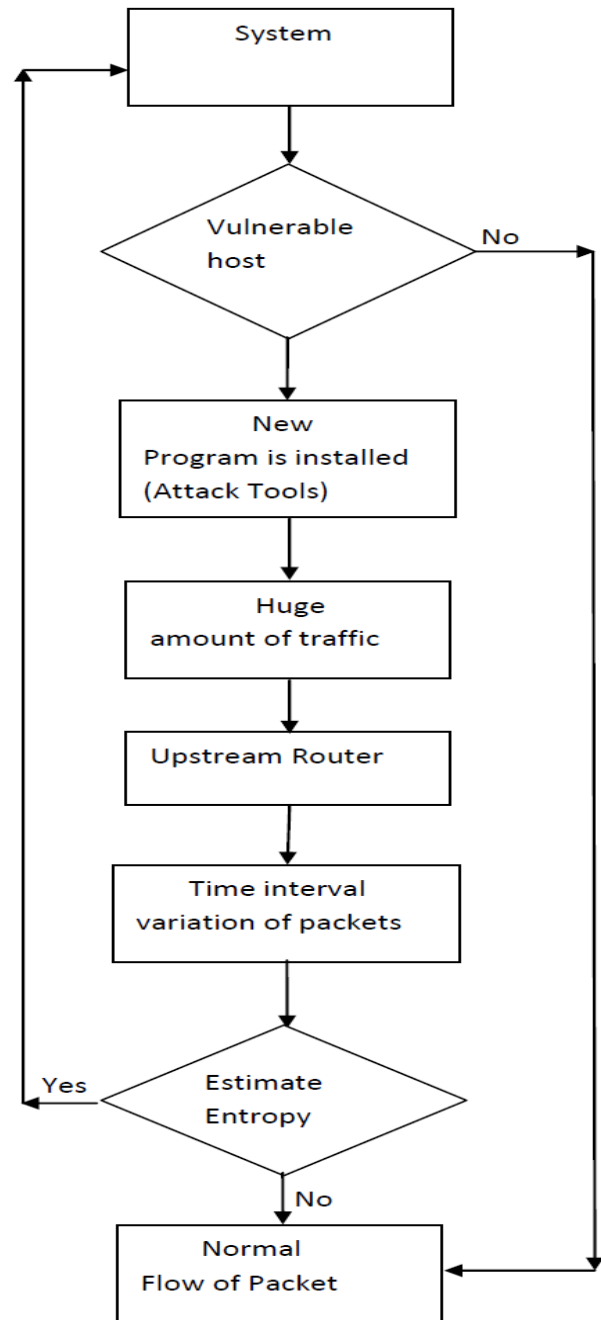 System
Vulnerable
host
No
New
Program is installed
(Attack Tools)
Huge
amount of traffic
Upstream Router
Time interval
variation of packets
Yes
Estimate
Entropy
No
Normal
Flow of Packet